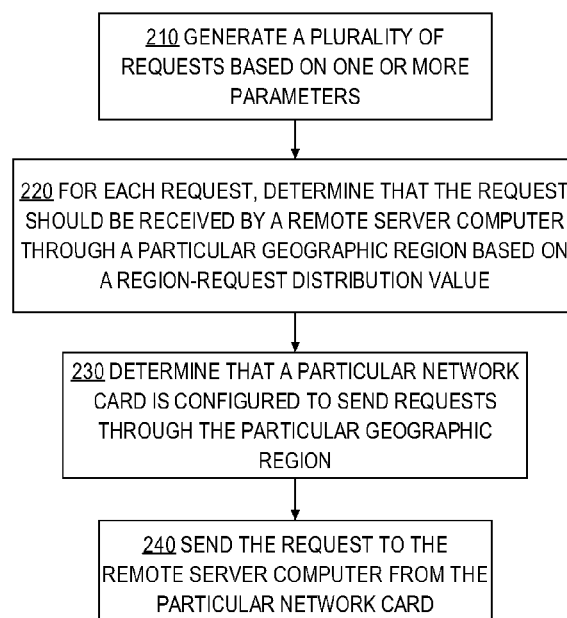 210 GENERATE A PLURALITY OF
REQUESTS BASED ON ONE OR MORE
PARAMETERS
220 FOR EACH REQUEST, DETERMINE THAT THE REQUEST
SHOULD BE RECEIVED BY A REMOTE SERVER COMPUTER
THROUGH A PARTICULAR GEOGRAPHIC REGION BASED ON
A REGION-REQUEST DISTRIBUTION VALUE
230 DETERMINE THAT A PARTICULAR NETWORK
CARD IS CONFIGURED TO SEND REQUESTS
THROUGH THE PARTICULAR GEOGRAPHIC
REGION
240 SEND THE REQUEST TO THE
REMOTE SERVER COMPUTER FROM THE
PARTICULAR NETWORK CARD